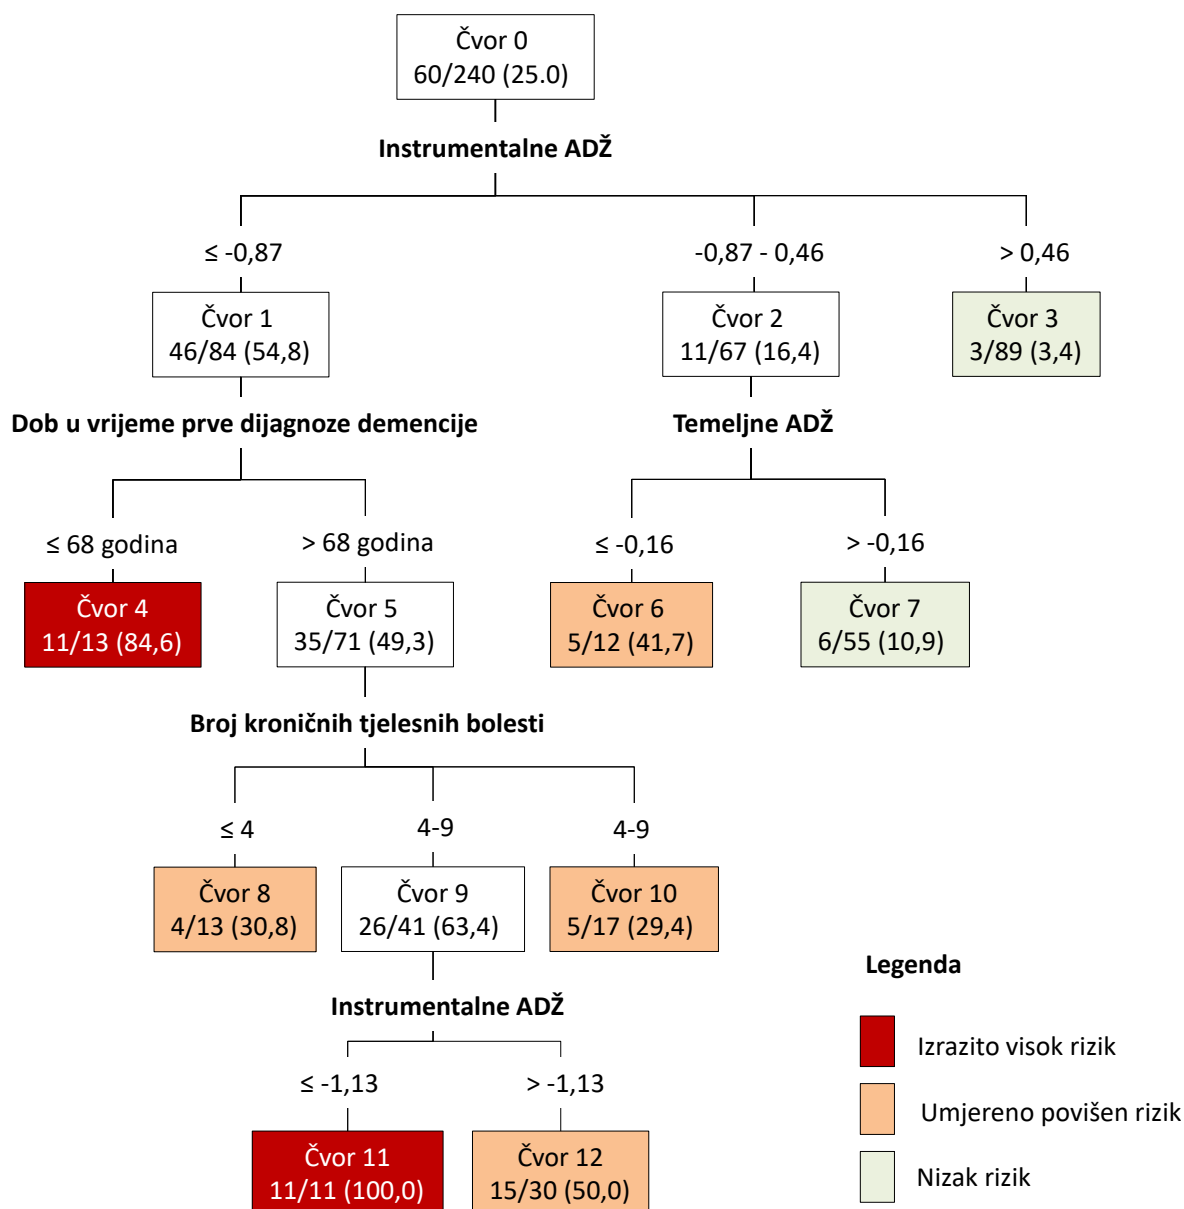 Čvor 0
60/240 (25.0)
Instrumentalne ADŽ
≤ -0,87
-0,87 - 0,46
> 0,46
Čvor 1
46/84 (54,8)
Čvor 2
11/67 (16,4)
Čvor 3
3/89 (3,4)
Dob u vrijeme prve dijagnoze demencije
Temeljne ADŽ
≤ 68 godina
> 68 godina
≤ -0,16
> -0,16
Čvor 4
11/13 (84,6)
Čvor 5
35/71 (49,3)
Čvor 6
5/12 (41,7)
Čvor 7
6/55 (10,9)
Broj kroničnih tjelesnih bolesti
≤ 4
4-9
4-9
Čvor 8
4/13 (30,8)
Čvor 9
26/41 (63,4)
Čvor 10
5/17 (29,4)
Instrumentalne ADŽ
≤ -1,13
> -1,13
Čvor 11
11/11 (100,0)
Čvor 12
15/30 (50,0)
Legenda
Izrazito visok rizik
Umjereno povišen rizik
Nizak rizik